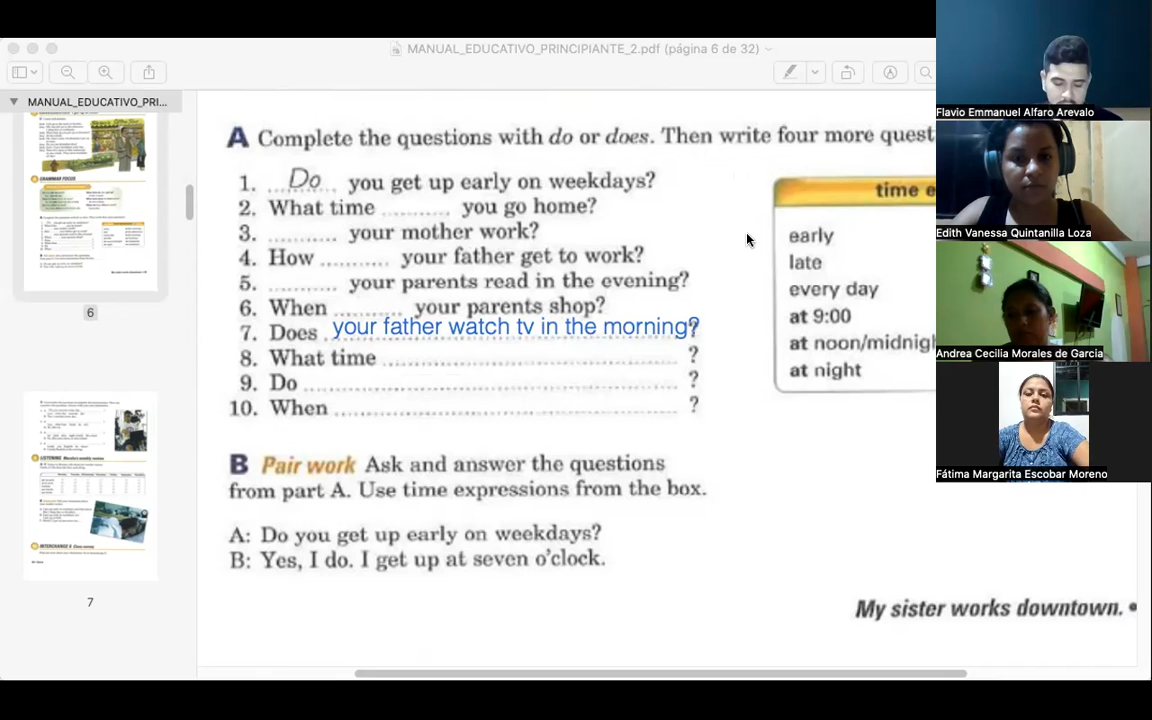 MANUAL_EDUCATIVO_PRINCIPIANTE_2.pdf (página 6 de 32)
MANUAL_EDUCATIVO_PRI...
A Complete the questions with do or does. Then write four more quest
1. Do you get up early on weekdays?
2. What time .......... you go home?
3. .......... your mother work?
4. How .......... your father get to work?
5. .......... your parents read in the evening?
6. When .......... your parents shop?
7. Does your father watch tv in the morning?
8. What time .......... ?
9. Do .......... ?
10. When .......... ?
time e
early
late
every day
at 9:00
at noon/midnigh
at night
B Pair work Ask and answer the questions
from part A. Use time expressions from the box.
A: Do you get up early on weekdays?
B: Yes, I do. I get up at seven o'clock.
My sister works downtown. •
6
7
Flavio Emmanuel Alfaro Arevalo
Edith Vanessa Quintanilla Loza
Andrea Cecilia Morales de Garcia
Fátima Margarita Escobar Moreno